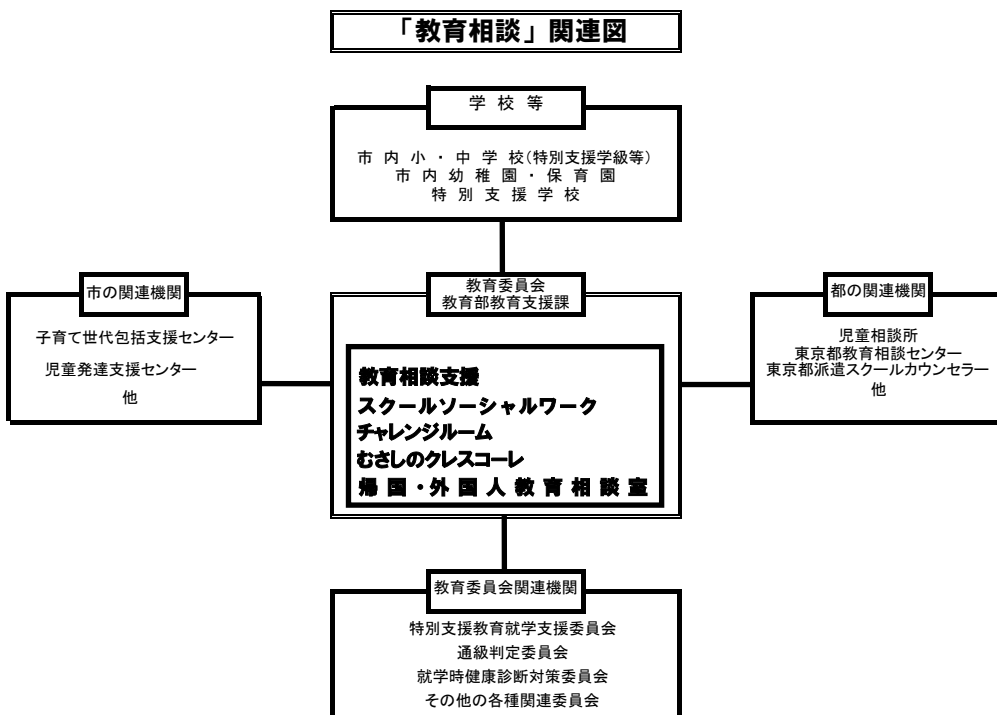 「教育相談」関連図
学校等
市内小・中学校(特別支援学級等)
市内幼稚園・保育園
特別支援学校
市の関連機関
子育て世代包括支援センター
児童発達支援センター
他
教育委員会
教育部教育支援課
教育相談支援
スクールソーシャルワーク
チャレンジルーム
むさしのクレスコーレ
帰国・外国人教育相談室
都の関連機関
児童相談所
東京都教育相談センター
東京都派遣スクールカウンセラー
他
教育委員会関連機関
特別支援教育就学支援委員会
通級判定委員会
就学時健康診断対策委員会
その他の各種関連委員会